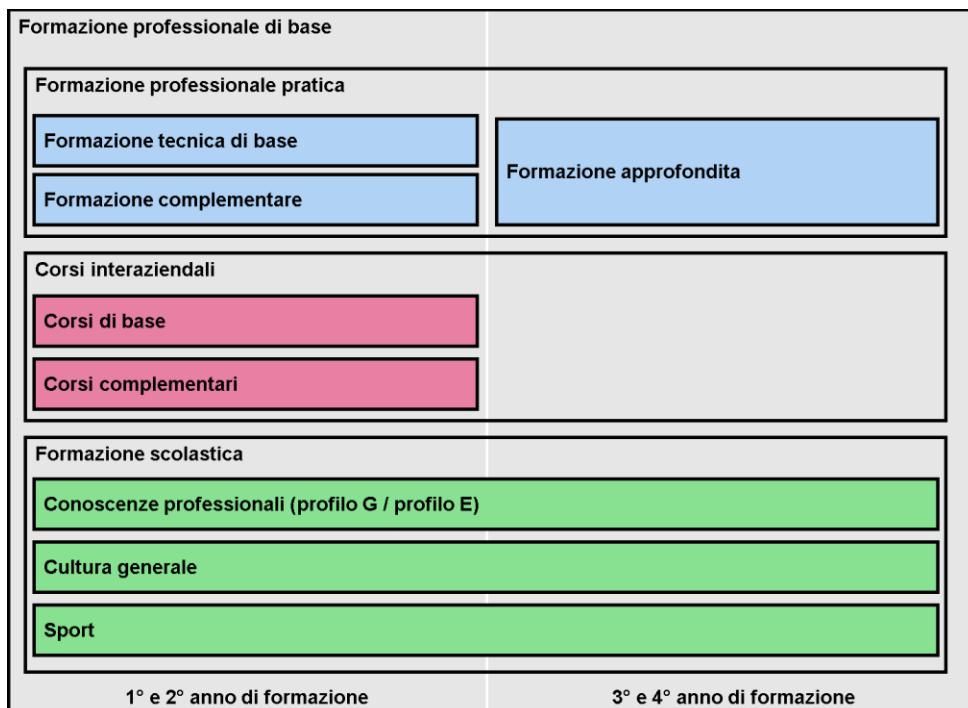 Formazione professionale di base
Formazione professionale pratica
Formazione tecnica di base
Formazione complementare
Formazione approfondita
Corsi interaziendali
Corsi di base
Corsi complementari
Formazione scolastica
Conoscenze professionali (profilo G / profilo E)
Cultura generale
Sport
1° e 2° anno di formazione
3° e 4° anno di formazione